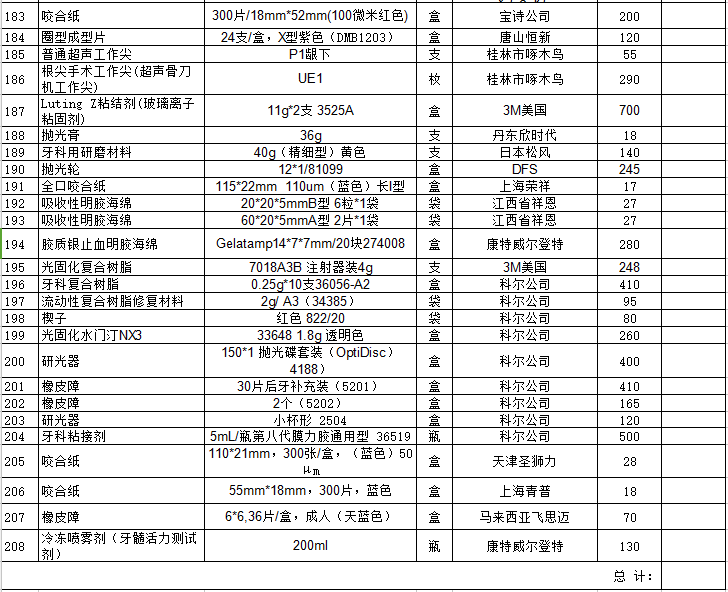 183 咬合纸 300片/18mm*52mm(100微米红色) 盒 宝诗公司 200
184 圈型成型片 24支/盒，X型紫色（DMB1203） 盒 唐山恒新 120
185 普通超声工作尖 P1龈下 支 桂林市啄木鸟 55
186 根尖手术工作尖(超声骨刀机工作尖) UE1 枚 桂林市啄木鸟 290
187 Luting Z粘结剂(玻璃离子粘固剂) 11g*2支 3525A 盒 3M美国 700
188 抛光膏 36g 支 丹东欣时代 18
189 牙科用研磨材料 40g（精细型）黄色 支 日本松风 140
190 抛光轮 12*1/81099 盒 DFS 245
191 全口咬合纸 115*22mm 110um（蓝色）长I型 盒 上海荣祥 17
192 吸收性明胶海绵 20*20*5mmB型 6粒*1袋 袋 江西省祥恩 27
193 吸收性明胶海绵 60*20*5mmA型 2片*1袋 袋 江西省祥恩 27
194 胶质银止血明胶海绵 Gelatamp14*7*7mm/20块274008 盒 康特威尔登特 280
195 光固化复合树脂 7018A3B 注射器装4g 支 3M美国 248
196 牙科复合树脂 0.25g*10支36056-A2 盒 科尔公司 410
197 流动性复合树脂修复材料 2g/ A3（34385） 袋 科尔公司 95
198 楔子 红色 822/20 袋 科尔公司 80
199 光固化水门汀NX3 33648 1.8g 透明色 盒 科尔公司 260
200 研光器 150*1 抛光碟套装（OptiDisc）4188） 盒 科尔公司 400
201 橡皮障 30片后牙补充装（5201） 盒 科尔公司 410
202 橡皮障 2个（5202） 盒 科尔公司 165
203 研光器 小杯形 2504 盒 科尔公司 120
204 牙科粘接剂 5mL/瓶第八代膜力胶通用型 36519 瓶 科尔公司 500
205 咬合纸 110*21mm，300张/盒，（蓝色）50μm 盒 天津圣狮力 28
206 咬合纸 55mm*18mm，300片，蓝色 盒 上海青普 18
207 橡皮障 6*6,36片/盒，成人（天蓝色） 盒 马来西亚飞思迈 70
208 冷冻喷雾剂（牙髓活力测试剂） 200ml 瓶 康特威尔登特 130
总 计：